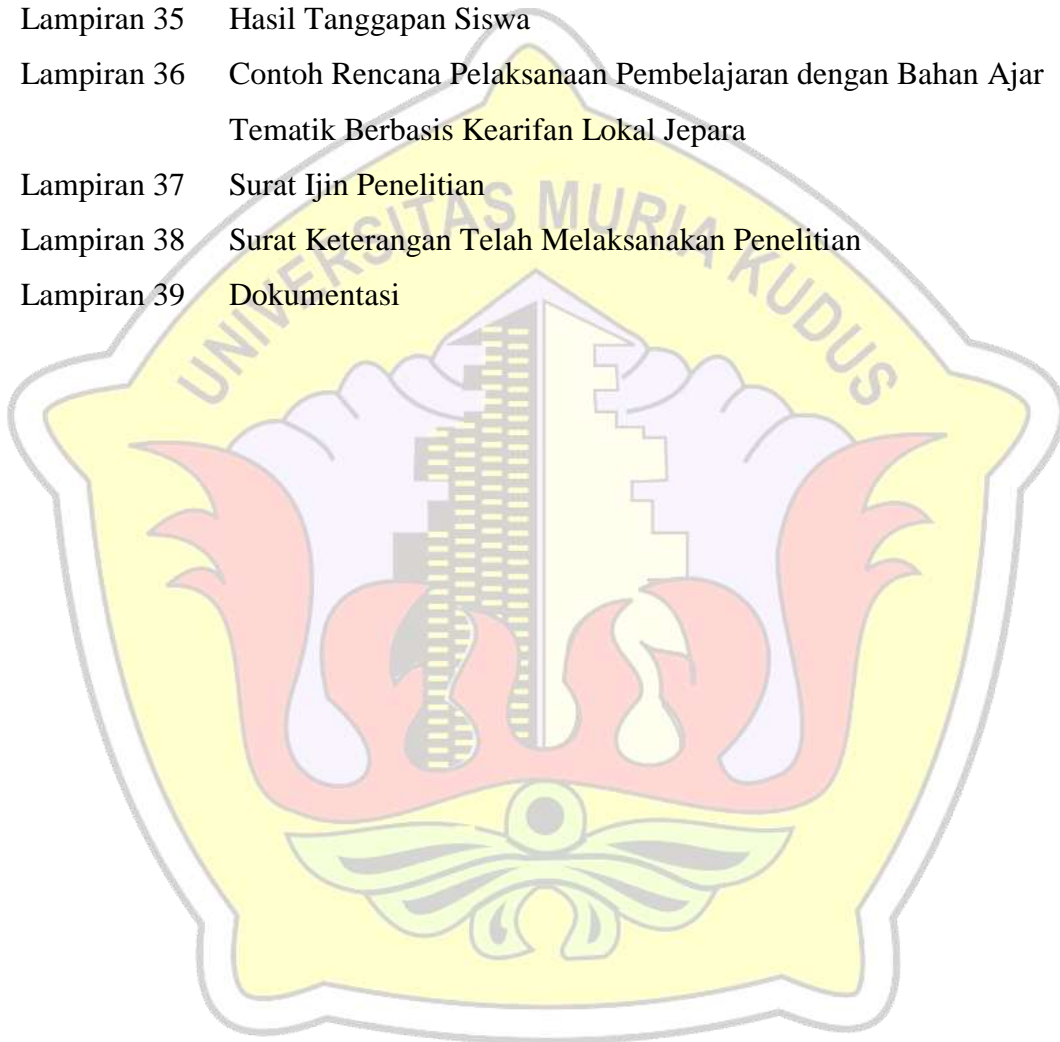 Lampiran 35 Hasil Tanggapan Siswa
Lampiran 36 Contoh Rencana Pelaksanaan Pembelajaran dengan Bahan Ajar
Tematik Berbasis Kearifan Lokal Jepara
Lampiran 37 Surat Ijin Penelitian
Lampiran 38 Surat Keterangan Telah Melaksanakan Penelitian
Lampiran 39 Dokumentasi
UNIVERSITAS MURIA KUDUS